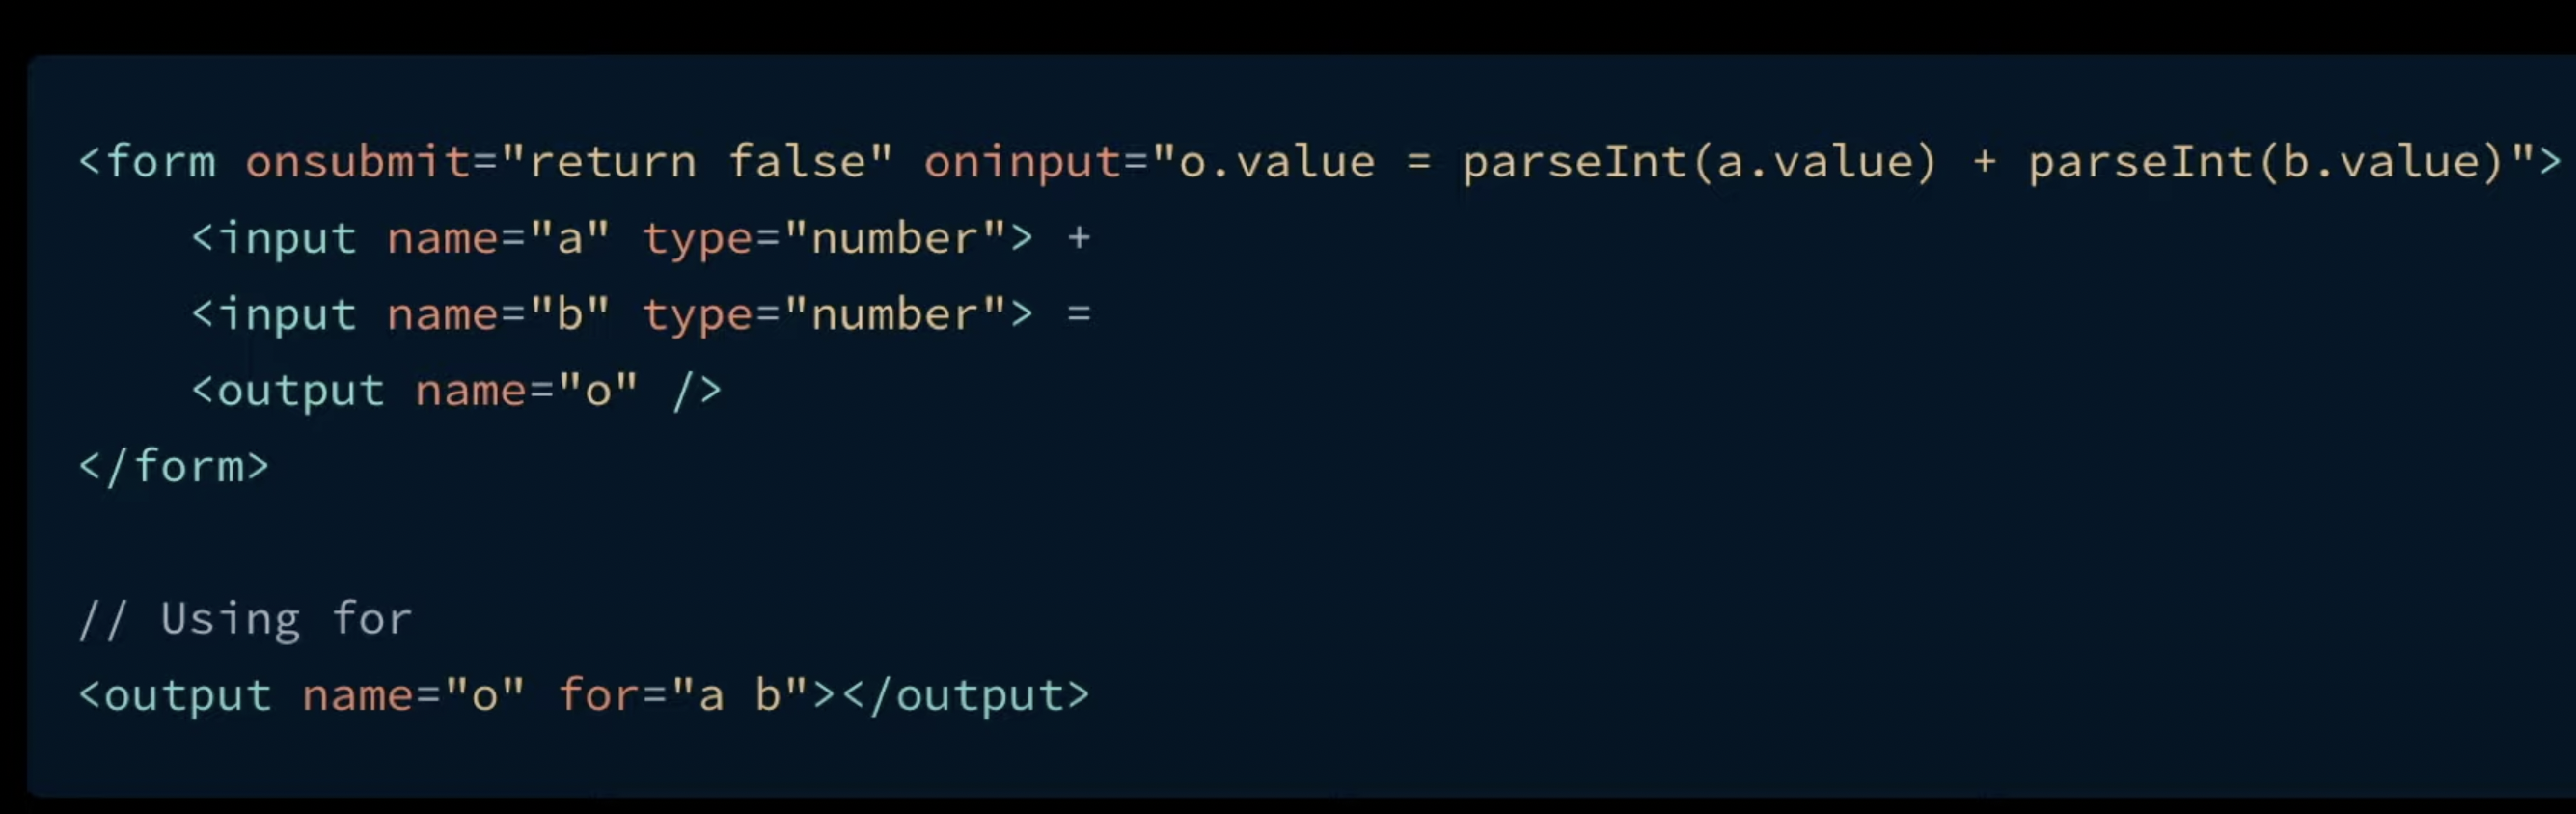 <form onsubmit="return false" oninput="o.value = parseInt(a.value) + parseInt(b.value)">
    <input name="a" type="number"> +
    <input name="b" type="number"> =
    <output name="o" />
</form>

// Using for
<output name="o" for="a b"></output>